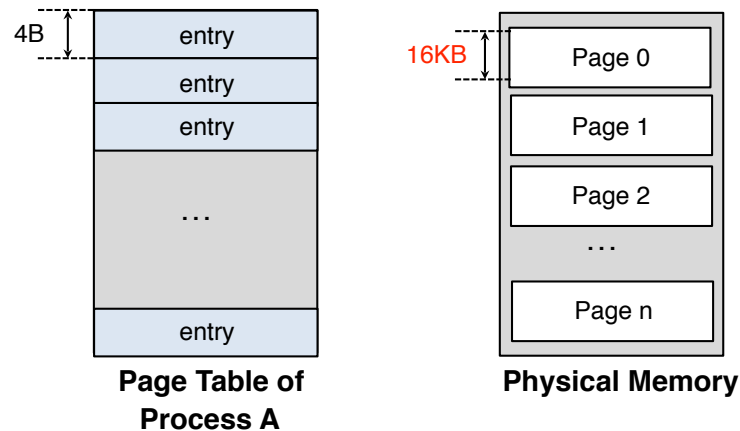 4B
entry
entry
entry
...
entry
Page Table of
Process A
16KB
Page 0
Page 1
Page 2
...
Page n
Physical Memory